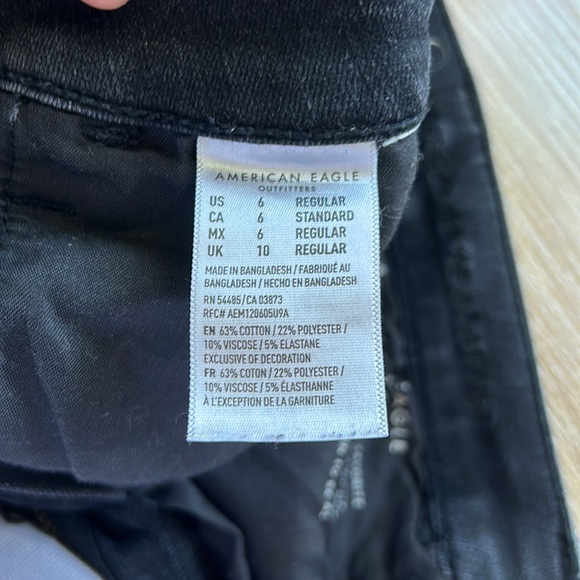 AMERICAN EAGLE
OUTFITTERS
US 6 REGULAR
CA 6 STANDARD
MX 6 REGULAR
UK 10 REGULAR
MADE IN BANGLADESH / FABRIQUÉ AU
BANGLADESH / HECHO EN BANGLADESH
RN 54485/CA 03873
RFC# AEM120605U9A
EN 63% COTTON / 22% POLYESTER /
10% VISCOSE / 5% ELASTANE
EXCLUSIVE OF DECORATION
FR 63% COTON / 22% POLYESTER /
10% VISCOSE / 5% ÉLASTHANNE
À L'EXCEPTION DE LA GARNITURE